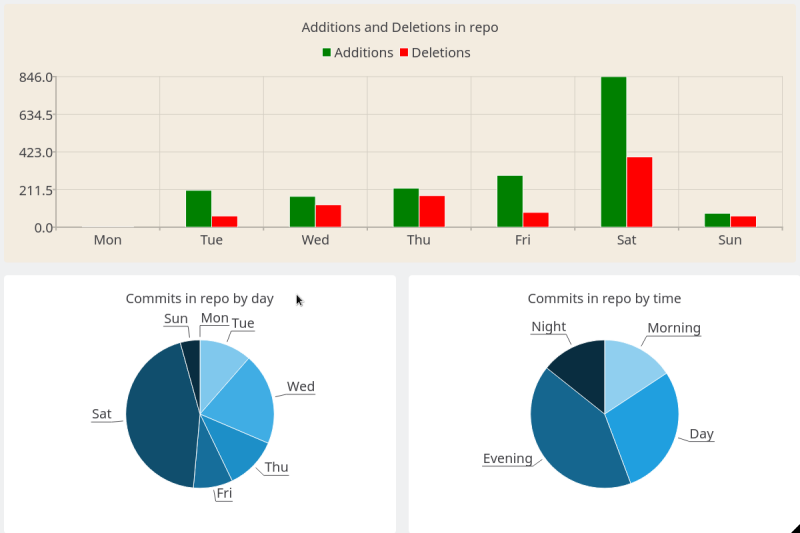 Additions and Deletions in repo
Additions Deletions
846.0
634.5
423.0
211.5
0.0
Mon Tue Wed Thu Fri Sat Sun
Commits in repo by day
Sun Mon Tue
Wed
Sat
Thu
Fri
Commits in repo by time
Night Morning
Day
Evening